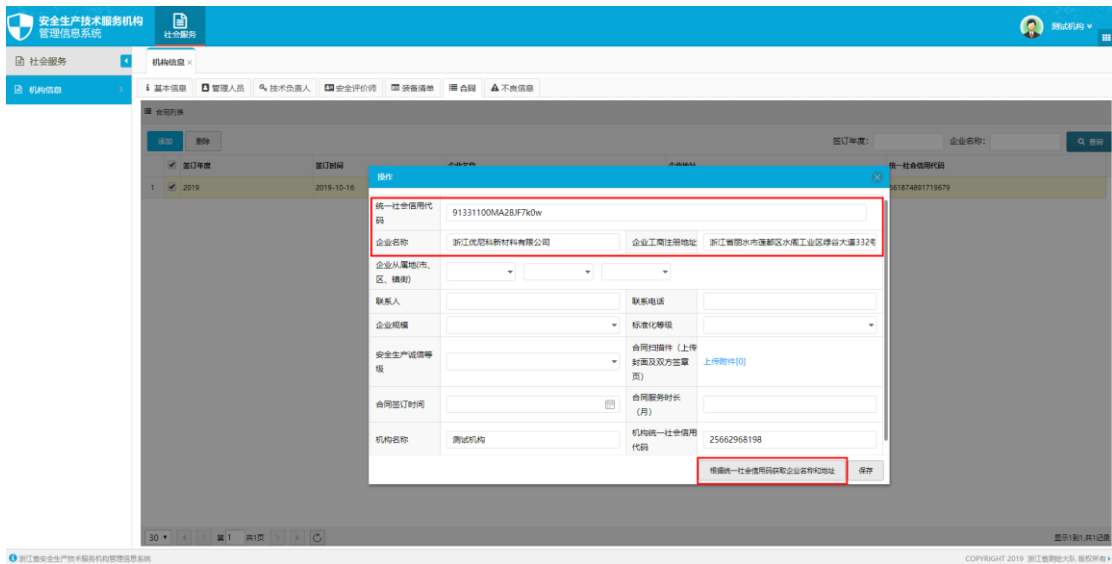 安全生产技术服务机构
管理信息系统
社会服务
测试机构
社会服务
机构信息 ×
机构信息
基本信息 管理人员 技术负责人 安全评价师 装备清单 合同 不良信息
合同列表
添加 删除 签订年度: 企业名称: 查询
签订年度 签订时间 企业名称 企业地址 统一社会信用代码
1 2019 2019-10-16 561874891719679
操作
统一社会信用代
码
91331100MA28JF7k0w
企业名称 浙江优尼科新材料有限公司 企业工商注册地址 浙江省丽水市莲都区水阁工业区绿谷大道332号
企业从属地(市、
区、镇街)
联系人 联系电话
企业规模 标准化等级
安全生产诚信等
级
合同扫描件（上传
封面及双方签章
页）
上传附件[0]
合同签订时间
合同服务时长
（月）
机构名称 测试机构
机构统一社会信用
代码
25662968198
根据统一社会信用码获取企业名称和地址 保存
30 第 1 共1页 显示1到1,共1记录
浙江省安全生产技术服务机构管理信息系统 COPYRIGHT 2019 浙江省测绘大队 版权所有